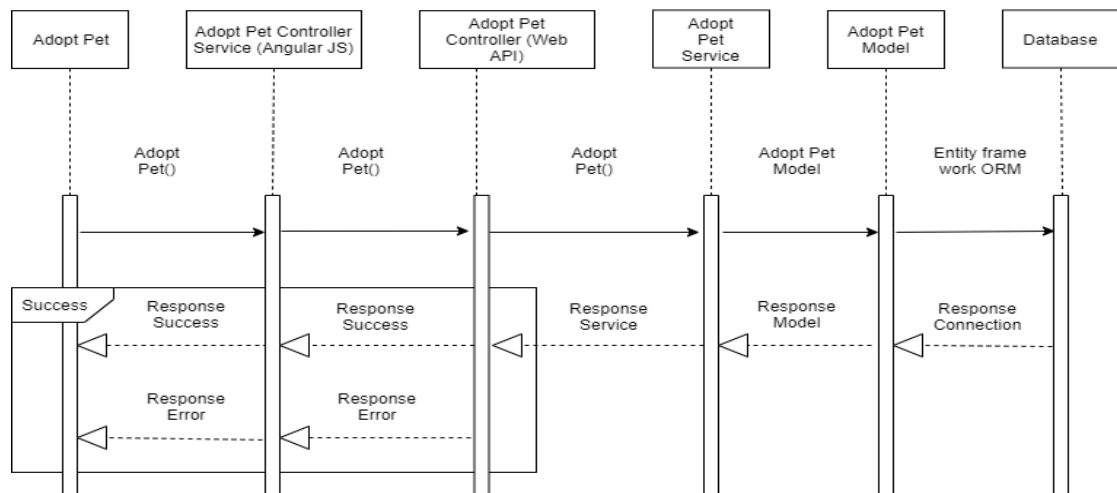 Adopt Pet
Adopt Pet Controller
Service (Angular JS)
Adopt Pet
Controller (Web
API)
Adopt
Pet
Service
Adopt Pet
Model
Database
Adopt
Pet()
Adopt
Pet()
Adopt
Pet()
Adopt Pet
Model
Entity frame
work ORM
Success
Response
Success
Response
Success
Response
Service
Response
Model
Response
Connection
Response
Error
Response
Error